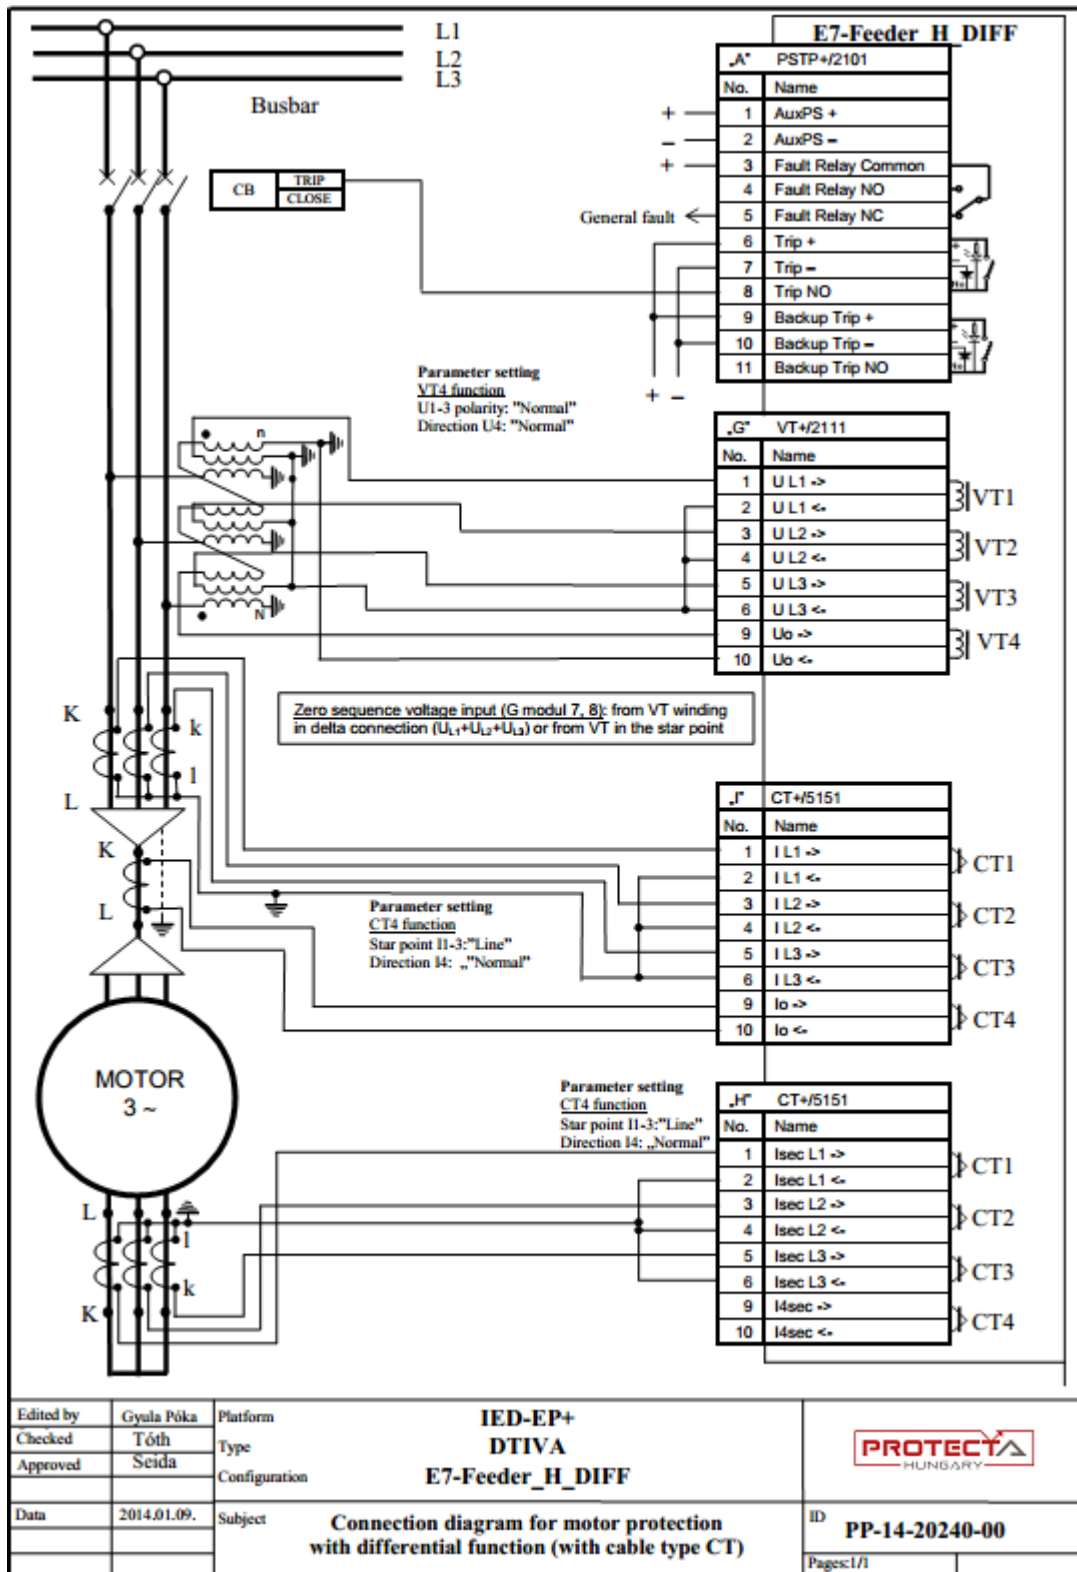 L1
L2
L3
Busbar
CB
TRIP
CLOSE
E7-Feeder_H_DIFF
„A" PSTP+/2101
No. Name
+ 1 AuxPS +
– 2 AuxPS –
+ 3 Fault Relay Common
4 Fault Relay NO
General fault 5 Fault Relay NC
6 Trip +
7 Trip –
8 Trip NO
9 Backup Trip +
10 Backup Trip –
11 Backup Trip NO
+ –
Parameter setting
VT4 function
U1-3 polarity: "Normal"
Direction U4: "Normal"
n
N
„G" VT+/2111
No. Name
1 U L1 ->
2 U L1 <-
VT1
3 U L2 ->
4 U L2 <-
VT2
5 U L3 ->
6 U L3 <-
VT3
9 Uo ->
10 Uo <-
VT4
Zero sequence voltage input (G modul 7, 8): from VT winding
in delta connection (UL1+UL2+UL3) or from VT in the star point
K
k
l
L
K
L
„I" CT+/5151
No. Name
1 I L1 ->
2 I L1 <-
CT1
3 I L2 ->
4 I L2 <-
CT2
5 I L3 ->
6 I L3 <-
CT3
9 Io ->
10 Io <-
CT4
Parameter setting
CT4 function
Star point I1-3:"Line"
Direction I4: „"Normal"
MOTOR
3 ~
Parameter setting
CT4 function
Star point I1-3:"Line"
Direction I4: „Normal"
„H" CT+/5151
No. Name
1 Isec L1 ->
2 Isec L1 <-
CT1
3 Isec L2 ->
4 Isec L2 <-
CT2
5 Isec L3 ->
6 Isec L3 <-
CT3
9 I4sec ->
10 I4sec <-
CT4
L
l
k
K
Edited by Gyula Póka
Checked Tóth
Approved Seida
Data 2014.01.09.
Platform IED-EP+
Type DTIVA
Configuration E7-Feeder_H_DIFF
Subject Connection diagram for motor protection
with differential function (with cable type CT)
PROTECTA
HUNGARY
ID PP-14-20240-00
Pages:1/1